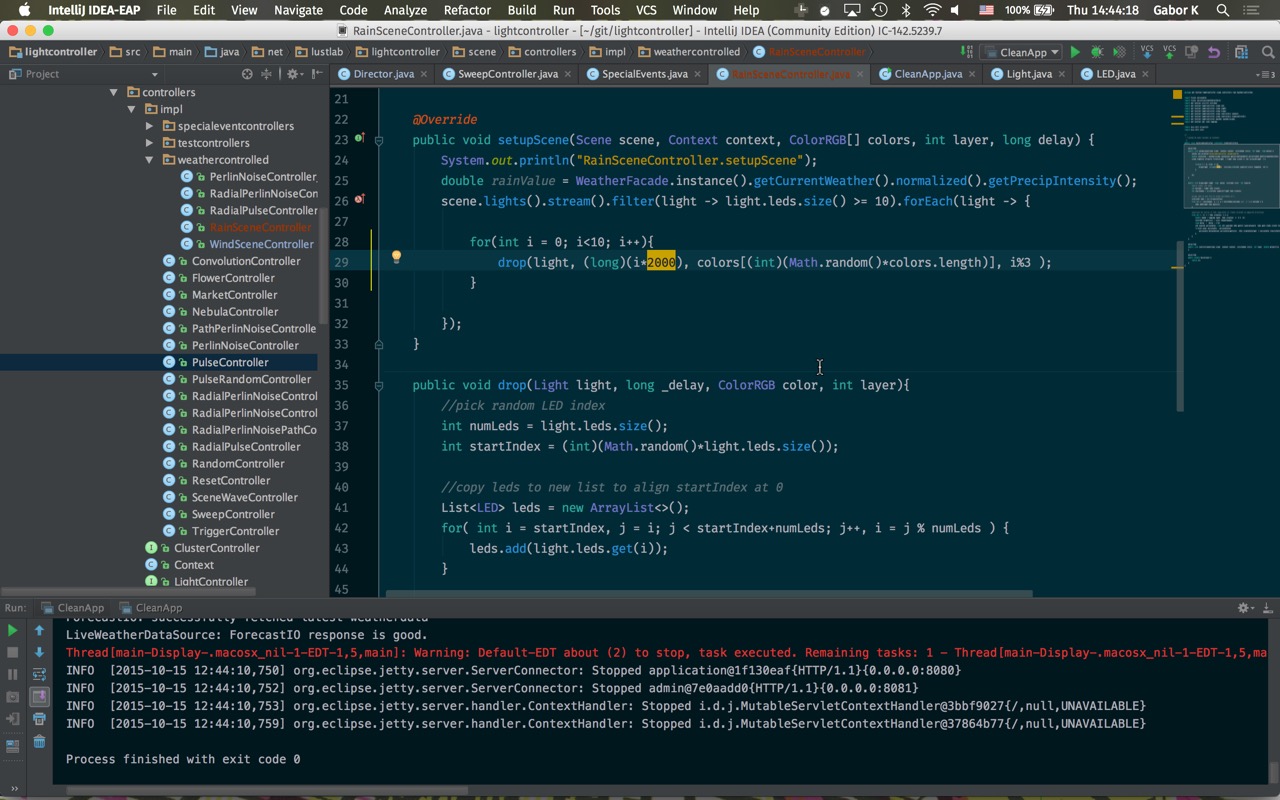 IntelliJ IDEA-EAP File Edit View Navigate Code Analyze Refactor Build Run Tools VCS Window Help 100% Thu 14:44:18 Gabor K
RainSceneController.java - lightcontroller - [~/git/lightcontroller] - IntelliJ IDEA (Community Edition) IC-142.5239.7
lightcontroller src main java net lustlab lightcontroller scene controllers impl weathercontrolled RainSceneController CleanApp VCS VCS
Project Director.java SweepController.java SpecialEvents.java RainSceneController.java CleanApp.java Light.java LED.java
controllers
impl
specialeventcontrollers
testcontrollers
weathercontrolled
PerlinNoiseController
RadialPerlinNoiseCon
RadialPulseController
RainSceneController
WindSceneController
ConvolutionController
FlowerController
MarketController
NebulaController
PathPerlinNoiseControlle
PerlinNoiseController
PulseController
PulseRandomController
RadialPerlinNoiseControl
RadialPerlinNoiseControl
RadialPerlinNoisePathCo
RadialPulseController
RandomController
ResetController
SceneWaveController
SweepController
TriggerController
ClusterController
Context
LightController
21
22 @Override
23 public void setupScene(Scene scene, Context context, ColorRGB[] colors, int layer, long delay) {
24 System.out.println("RainSceneController.setupScene");
25 double rainValue = WeatherFacade.instance().getCurrentWeather().normalized().getPrecipIntensity();
26 scene.lights().stream().filter(light -> light.leds.size() >= 10).forEach(light -> {
27
28 for(int i = 0; i<10; i++){
29 drop(light, (long)(i*2000), colors[(int)(Math.random()*colors.length)], i%3 );
30 }
31
32 });
33 }
34
35 public void drop(Light light, long _delay, ColorRGB color, int layer){
36 //pick random LED index
37 int numLeds = light.leds.size();
38 int startIndex = (int)(Math.random()*light.leds.size());
39
40 //copy leds to new list to align startIndex at 0
41 List<LED> leds = new ArrayList<>();
42 for( int i = startIndex, j = i; j < startIndex+numLeds; j++, i = j % numLeds ) {
43 leds.add(light.leds.get(i));
44 }
45
Run: CleanApp CleanApp
ForecastIO: successfully fetched latest weatherdata
LiveWeatherDataSource: ForecastIO response is good.
Thread[main-Display-.macosx_nil-1-EDT-1,5,main]: Warning: Default-EDT about (2) to stop, task executed. Remaining tasks: 1 - Thread[main-Display-.macosx_nil-1-EDT-1,5,ma
INFO [2015-10-15 12:44:10,750] org.eclipse.jetty.server.ServerConnector: Stopped application@1f130eaf{HTTP/1.1}{0.0.0.0:8080}
INFO [2015-10-15 12:44:10,752] org.eclipse.jetty.server.ServerConnector: Stopped admin@7e0aadd0{HTTP/1.1}{0.0.0.0:8081}
INFO [2015-10-15 12:44:10,753] org.eclipse.jetty.server.handler.ContextHandler: Stopped i.d.j.MutableServletContextHandler@3bbf9027{/,null,UNAVAILABLE}
INFO [2015-10-15 12:44:10,759] org.eclipse.jetty.server.handler.ContextHandler: Stopped i.d.j.MutableServletContextHandler@37864b77{/,null,UNAVAILABLE}
Process finished with exit code 0